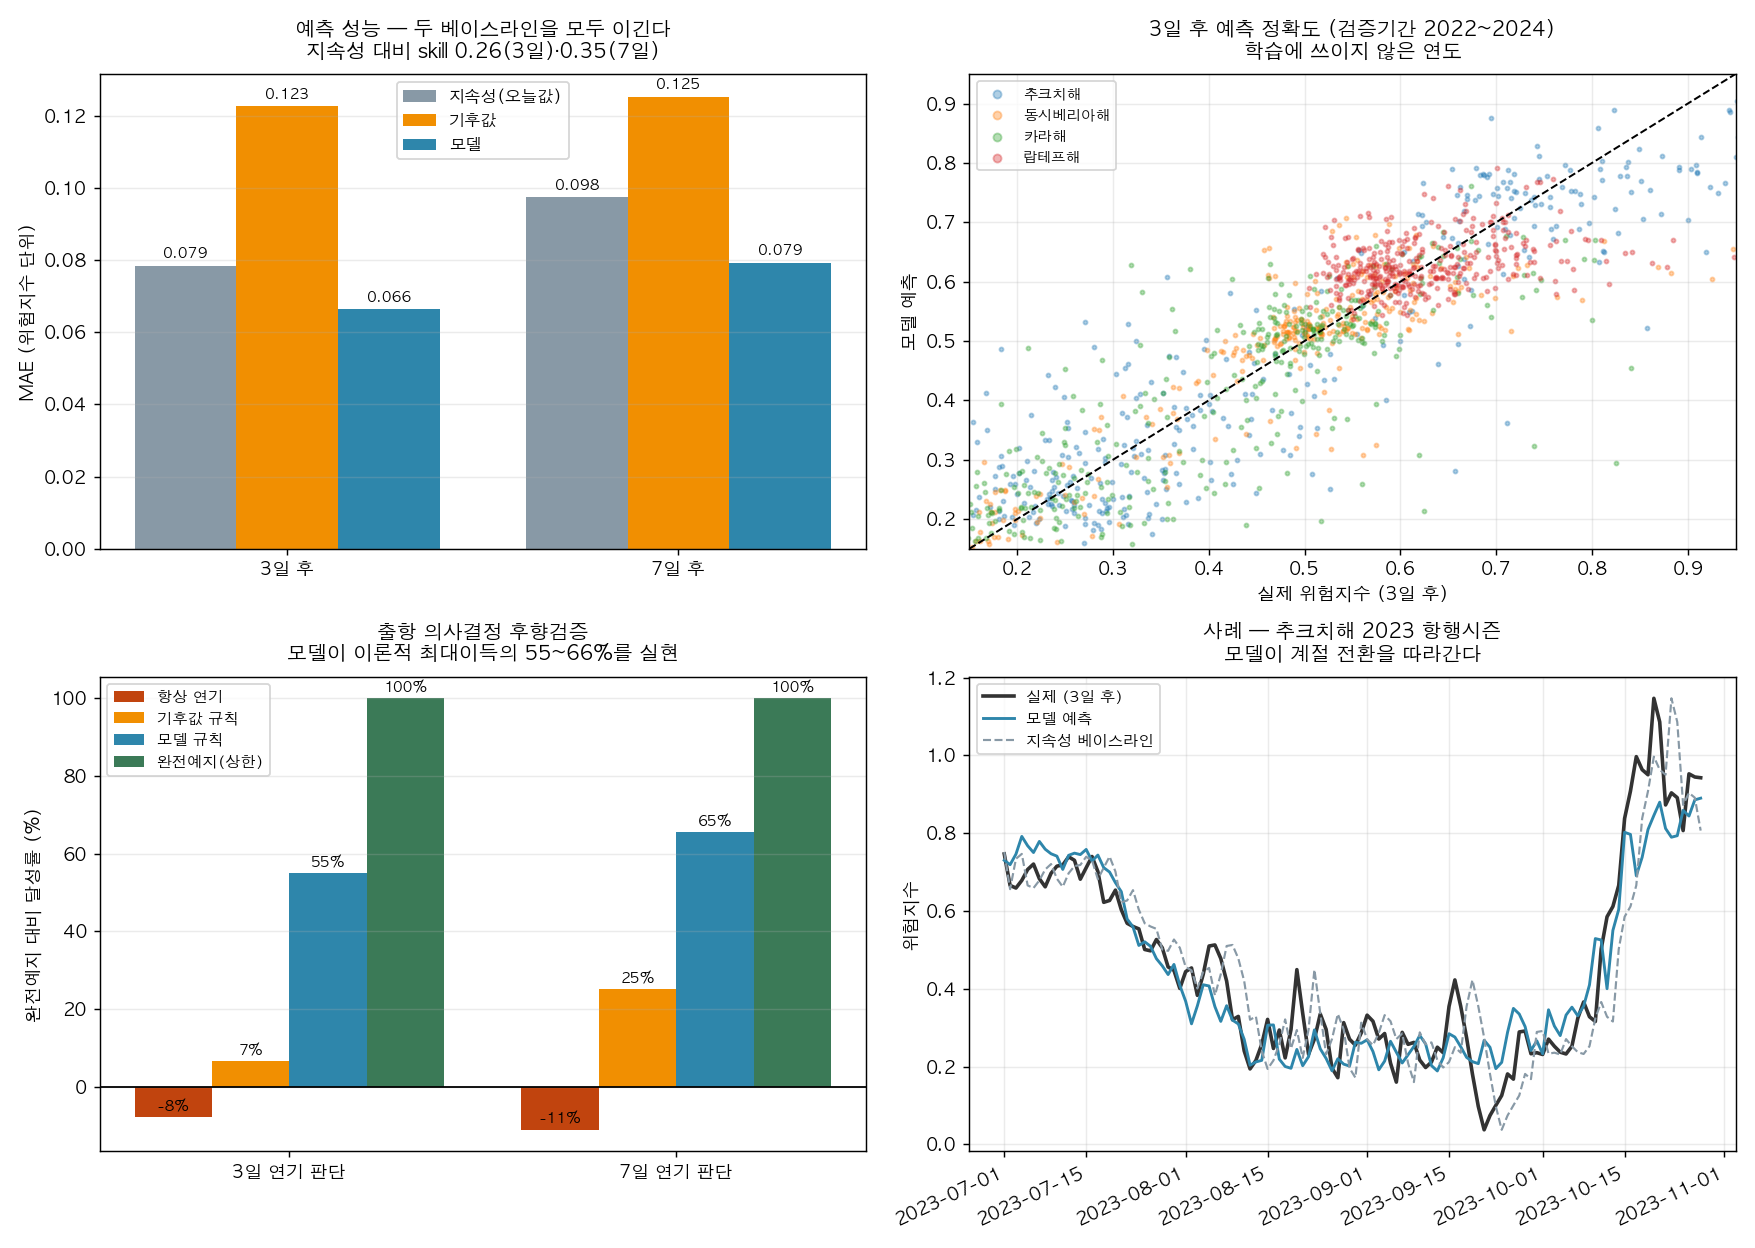 예측 성능 — 두 베이스라인을 모두 이긴다
지속성 대비 skill 0.26(3일)·0.35(7일)
MAE (위험지수 단위)
0.12
0.10
0.08
0.06
0.04
0.02
0.00
지속성(오늘값)
기후값
모델
0.079
0.123
0.066
0.098
0.125
0.079
3일 후
7일 후
3일 후 예측 정확도 (검증기간 2022~2024)
학습에 쓰이지 않은 연도
모델 예측
0.9
0.8
0.7
0.6
0.5
0.4
0.3
0.2
추크치해
동시베리아해
카라해
랍테프해
0.2
0.3
0.4
0.5
0.6
0.7
0.8
0.9
실제 위험지수 (3일 후)
출항 의사결정 후향검증
모델이 이론적 최대이득의 55~66%를 실현
완전예지 대비 달성률 (%)
100
80
60
40
20
0
항상 연기
기후값 규칙
모델 규칙
완전예지(상한)
-8%
7%
55%
100%
-11%
25%
65%
100%
3일 연기 판단
7일 연기 판단
사례 — 추크치해 2023 항행시즌
모델이 계절 전환을 따라간다
위험지수
1.2
1.0
0.8
0.6
0.4
0.2
0.0
실제 (3일 후)
모델 예측
지속성 베이스라인
2023-07-01
2023-07-15
2023-08-01
2023-08-15
2023-09-01
2023-09-15
2023-10-01
2023-10-15
2023-11-01